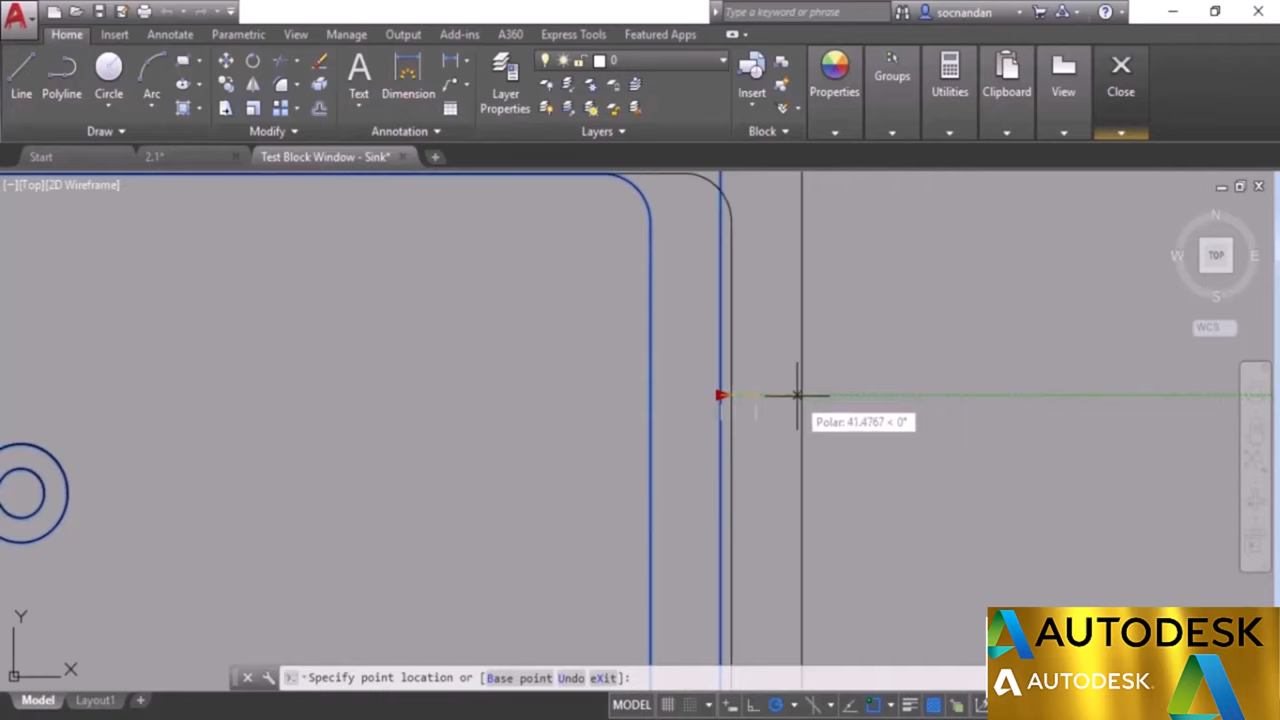 Type a keyword or phrase
socnandan
Home
Insert
Annotate
Parametric
View
Manage
Output
Add-ins
A360
Express Tools
Featured Apps
Line
Polyline
Circle
Arc
Text
Dimension
Layer
Properties
0
Insert
Properties
Groups
Utilities
Clipboard
View
Close
Draw
Modify
Annotation
Layers
Block
Start
2.1*
Test Block Window - Sink*
[−][Top][2D Wireframe]
N
W
TOP
E
S
WCS
Polar: 41.4767 < 0°
Y
X
Specify point location or [Base point Undo eXit]:
Model
Layout1
MODEL
AUTODESK
AUTODESK.